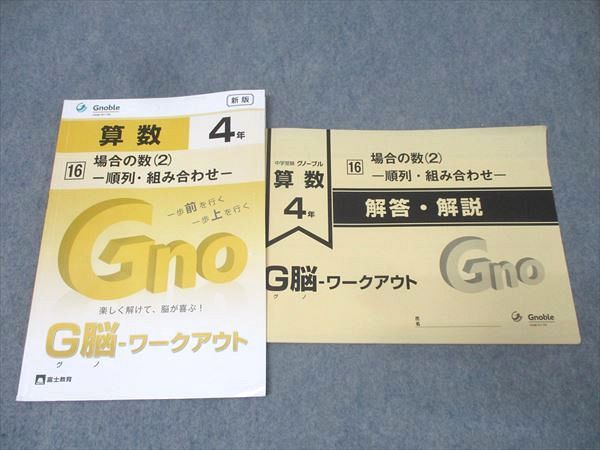 Gnoble
新版
算数 4年
16 場合の数(2)
―順列・組み合わせ―
一歩前を行く
一歩上を行く
Gno
楽しく解けて、脳が喜ぶ!
G脳-ワークアウト
グノ
富士教育
中学受験 グノーブル
算数
4年
16 場合の数(2)
―順列・組み合わせ―
解答・解説
Gno
G脳-ワークアウト
グノ
氏名
Gnoble